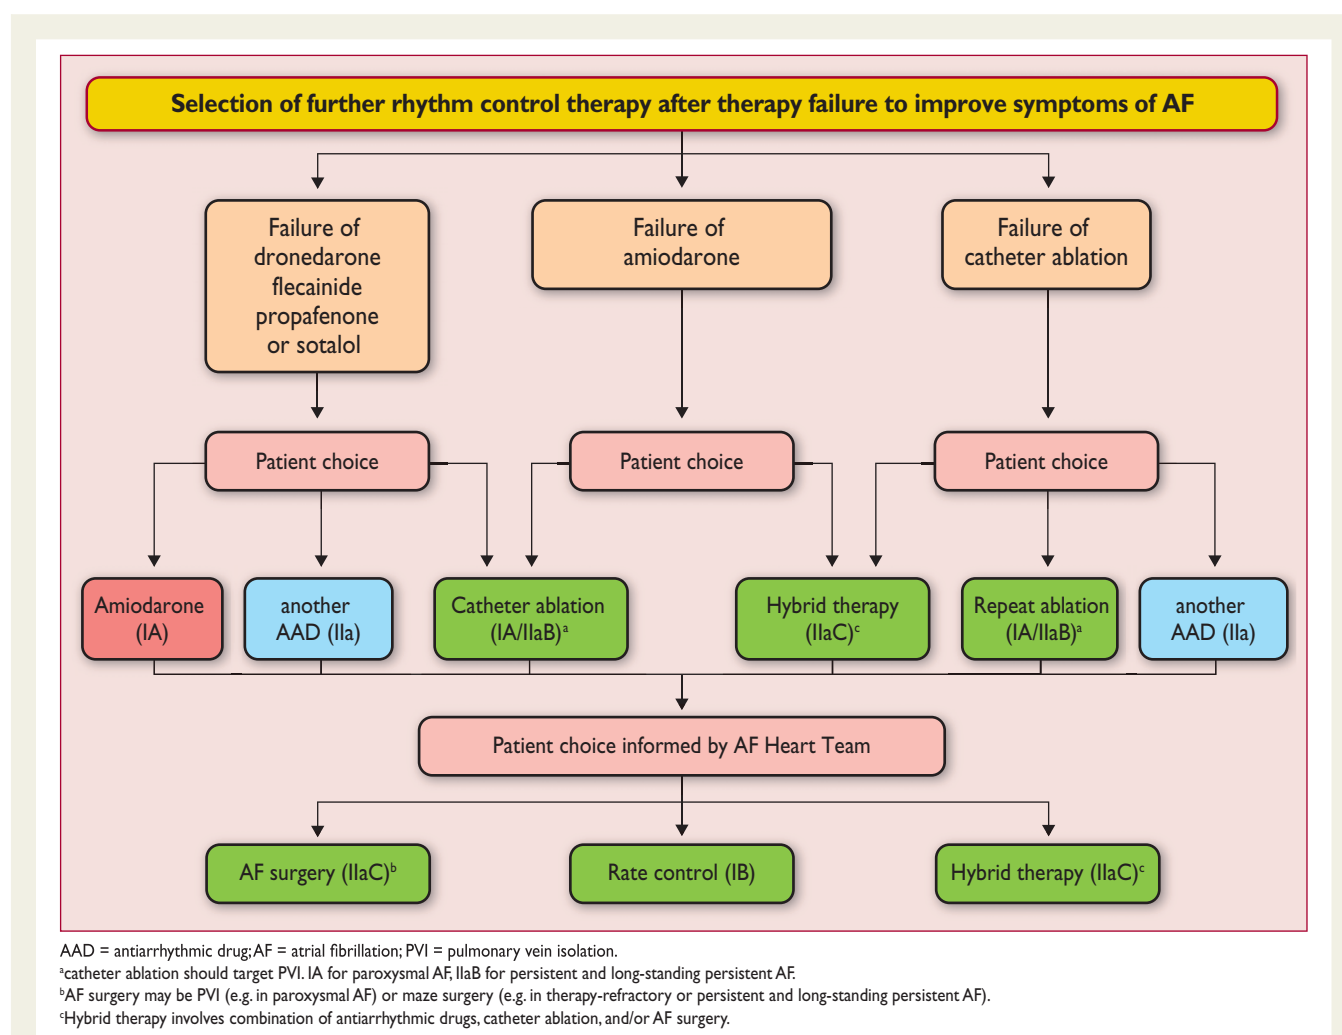 Selection of further rhythm control therapy after therapy failure to improve symptoms of AF
Failure of
dronedarone
flecainide
propafenone
or sotalol
Failure of
amiodarone
Failure of
catheter ablation
Patient choice
Patient choice
Patient choice
Amiodarone
(IA)
another
AAD (IIa)
Catheter ablation
(IA/IIaB)ᵃ
Hybrid therapy
(IIaC)ᶜ
Repeat ablation
(IA/IIaB)ᵃ
another
AAD (IIa)
Patient choice informed by AF Heart Team
AF surgery (IIaC)ᵇ
Rate control (IB)
Hybrid therapy (IIaC)ᶜ
AAD = antiarrhythmic drug; AF = atrial fibrillation; PVI = pulmonary vein isolation.
ᵃcatheter ablation should target PVI. IA for paroxysmal AF, IIaB for persistent and long-standing persistent AF.
ᵇAF surgery may be PVI (e.g. in paroxysmal AF) or maze surgery (e.g. in therapy-refractory or persistent and long-standing persistent AF).
ᶜHybrid therapy involves combination of antiarrhythmic drugs, catheter ablation, and/or AF surgery.